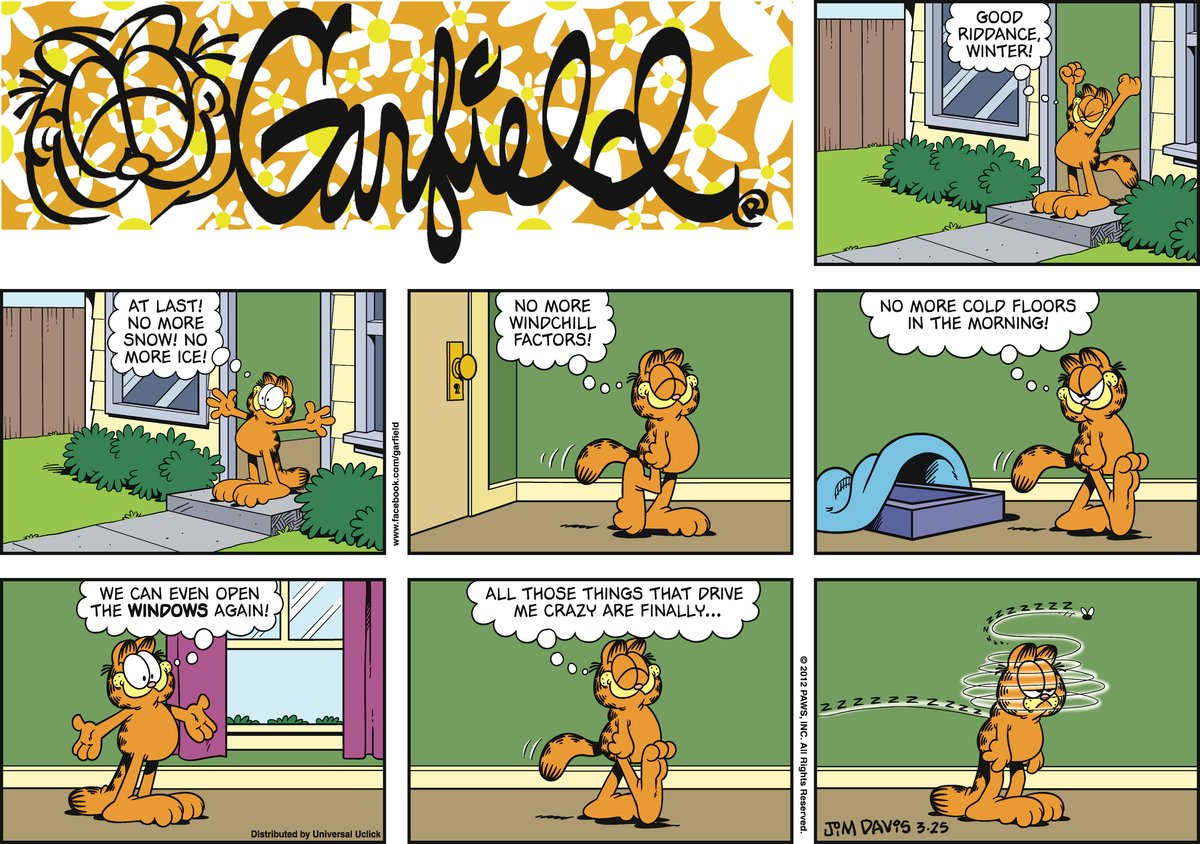 Garfield
®
GOOD
RIDDANCE,
WINTER!
AT LAST!
NO MORE
SNOW! NO
MORE ICE!
www.facebook.com/garfield
NO MORE
WINDCHILL
FACTORS!
NO MORE COLD FLOORS
IN THE MORNING!
WE CAN EVEN OPEN
THE WINDOWS AGAIN!
Distributed by Universal Uclick
ALL THOSE THINGS THAT DRIVE
ME CRAZY ARE FINALLY...
© 2012 PAWS, INC. All Rights Reserved.
ZZZZZZZ
ZZZZZZZZZZZ
JIM DAVIS 3-25